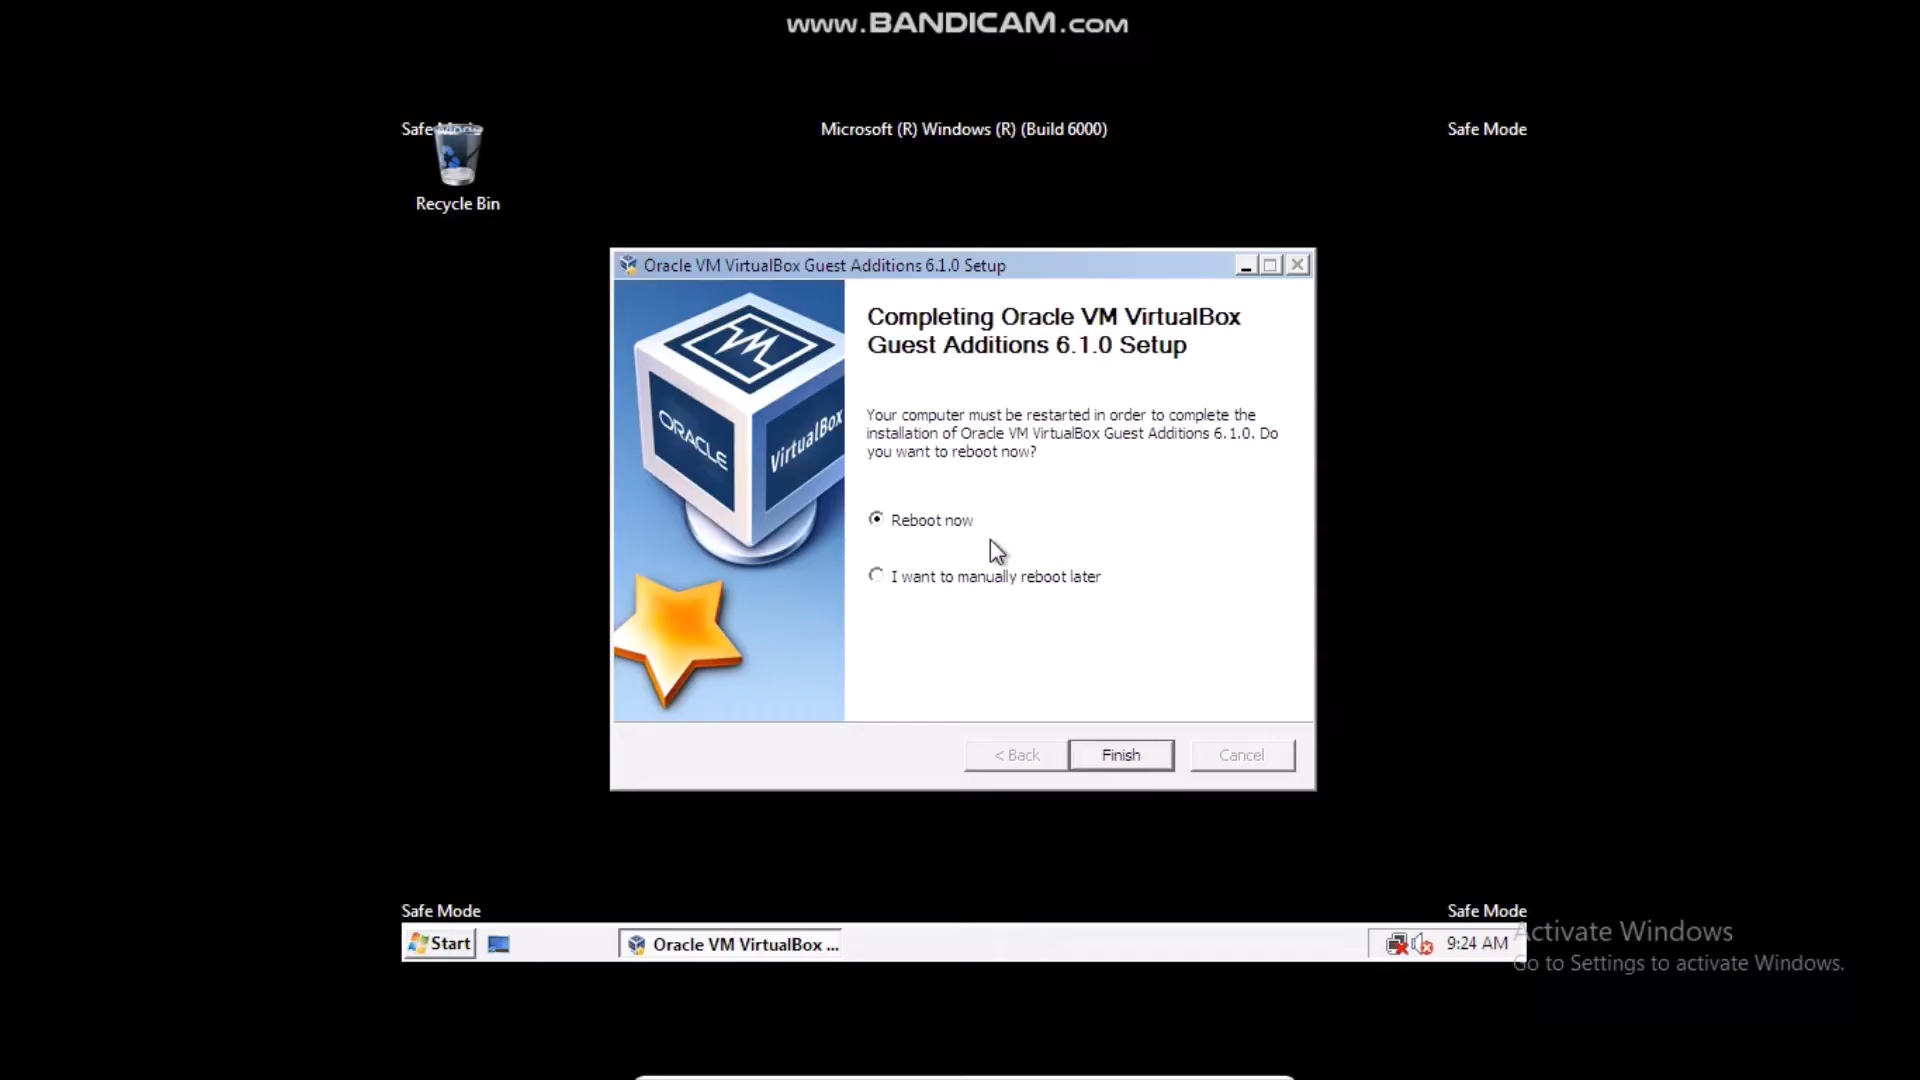 www.BANDICAM.com
Safe Mode
Microsoft (R) Windows (R) (Build 6000)
Safe Mode
Recycle Bin
Oracle VM VirtualBox Guest Additions 6.1.0 Setup
Completing Oracle VM VirtualBox
Guest Additions 6.1.0 Setup
ORACLE
VirtualBox
Your computer must be restarted in order to complete the
installation of Oracle VM VirtualBox Guest Additions 6.1.0. Do
you want to reboot now?
Reboot now
I want to manually reboot later
< Back
Finish
Cancel
Safe Mode
Safe Mode
Start
Oracle VM VirtualBox ...
9:24 AM
Activate Windows
Go to Settings to activate Windows.